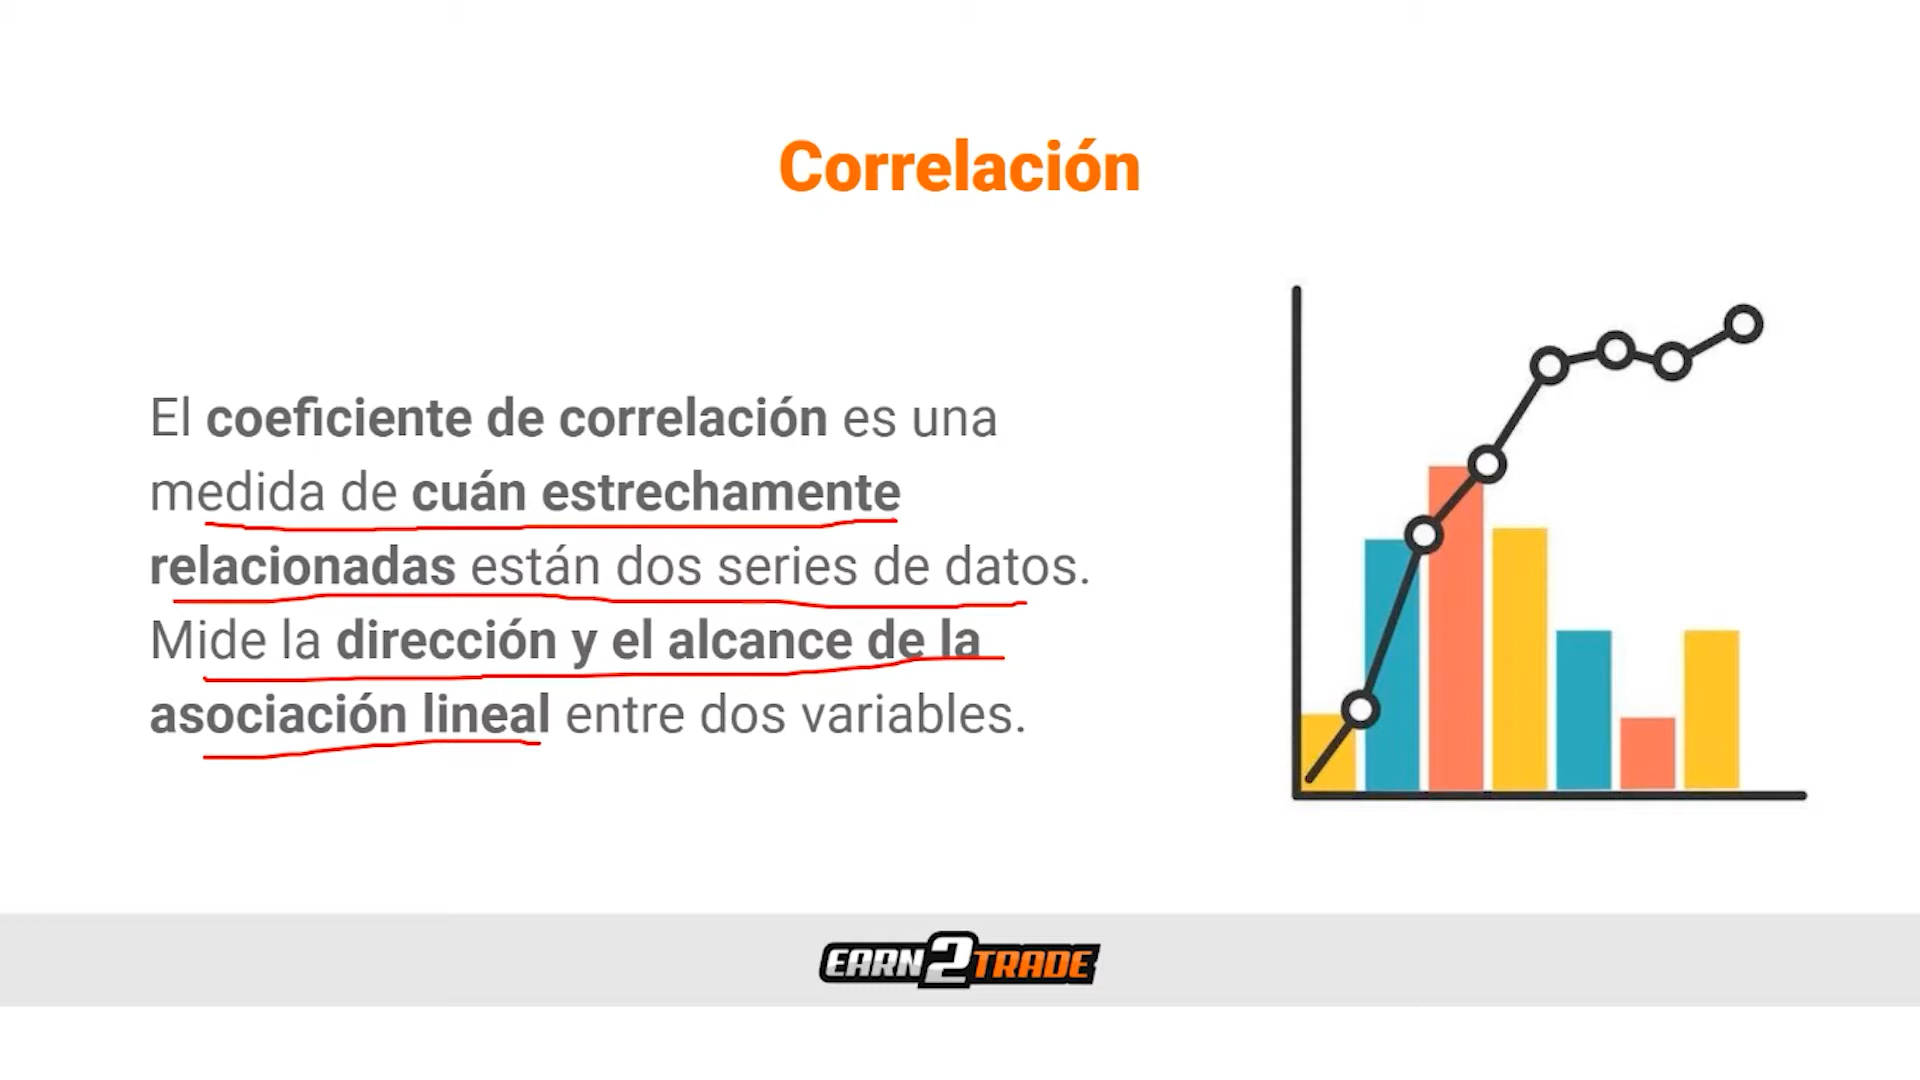 Correlación
El coeficiente de correlación es una
medida de cuán estrechamente
relacionadas están dos series de datos.
Mide la dirección y el alcance de la
asociación lineal entre dos variables.
EARN2TRADE